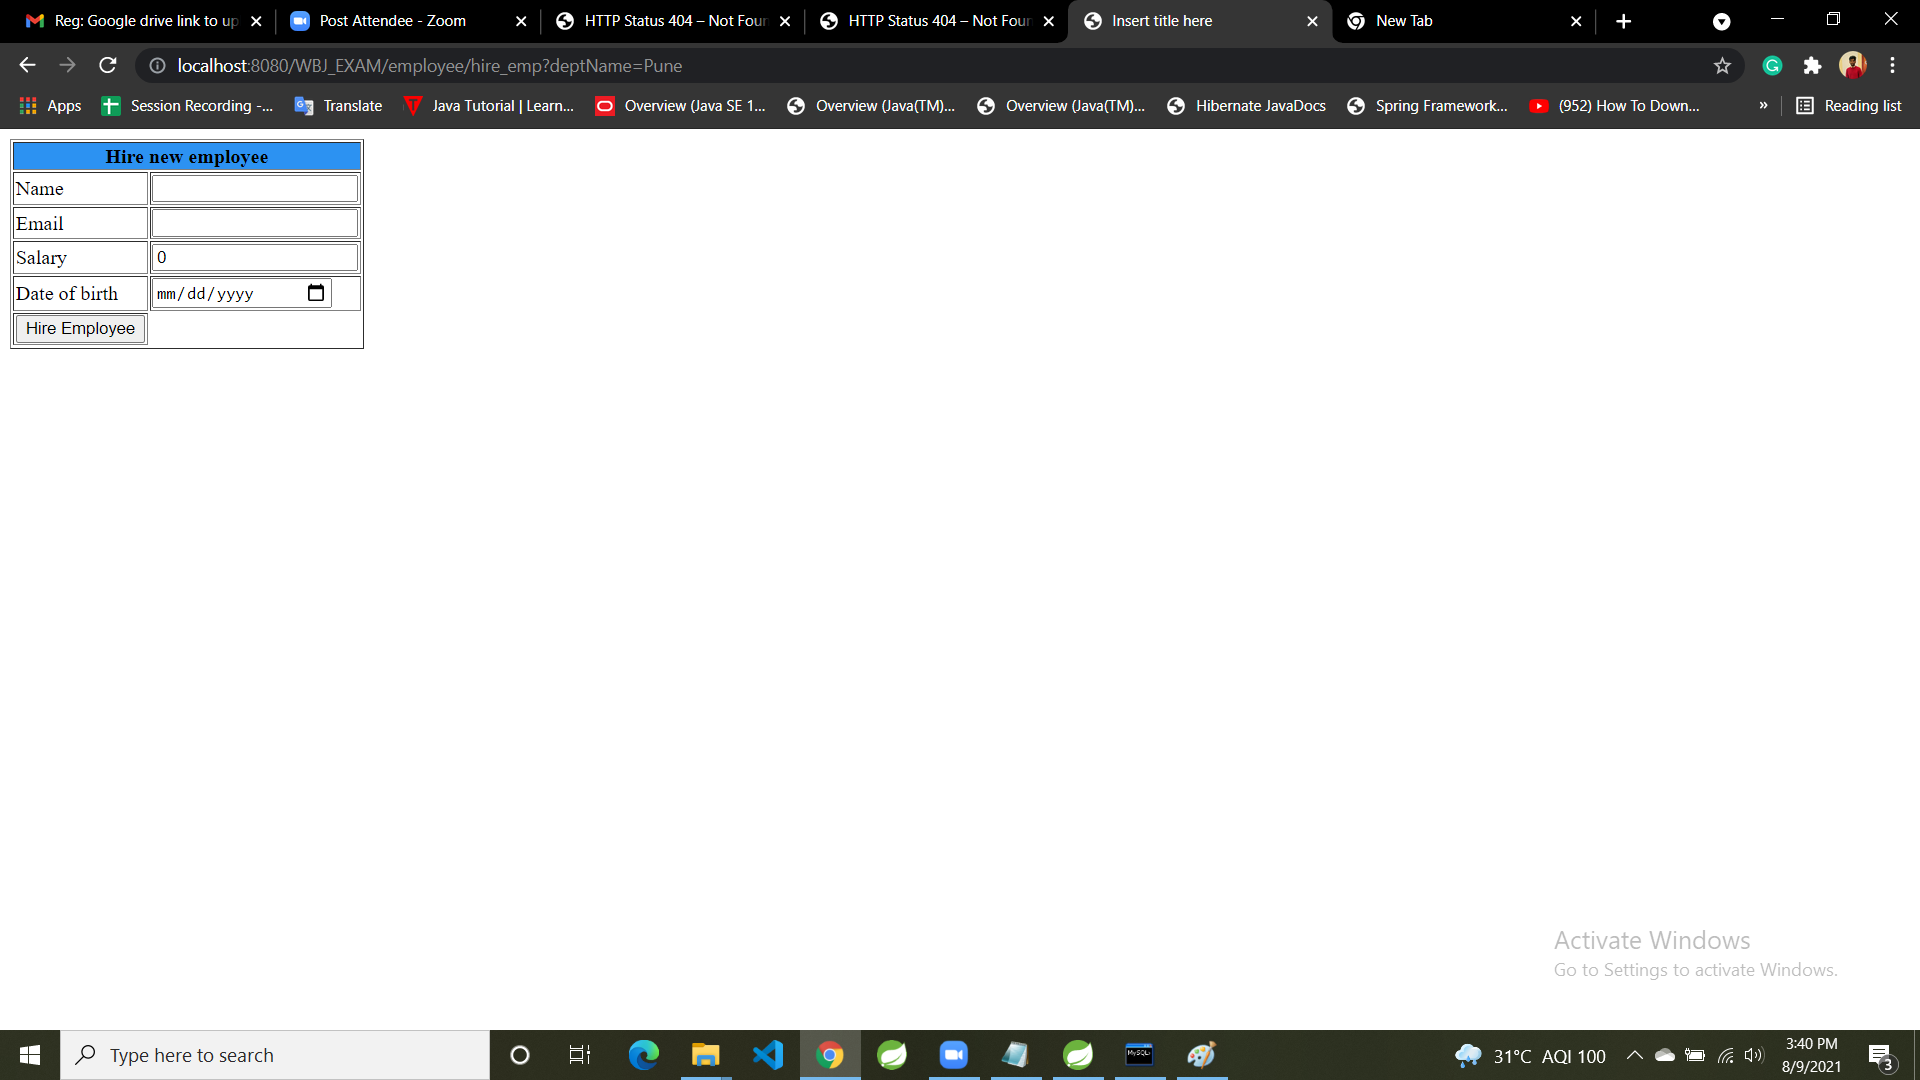 Reg: Google drive link to up
Post Attendee - Zoom
HTTP Status 404 – Not Foun
HTTP Status 404 – Not Foun
Insert title here
New Tab
localhost:8080/WBJ_EXAM/employee/hire_emp?deptName=Pune
Apps
Session Recording -...
Translate
Java Tutorial | Learn...
Overview (Java SE 1...
Overview (Java(TM)...
Overview (Java(TM)...
Hibernate JavaDocs
Spring Framework...
(952) How To Down...
»
Reading list
Hire new employee
Name
Email
Salary 0
Date of birth mm/dd/yyyy
Hire Employee
Activate Windows
Go to Settings to activate Windows.
Type here to search
MySQL
31°C AQI 100
3:40 PM
8/9/2021
3